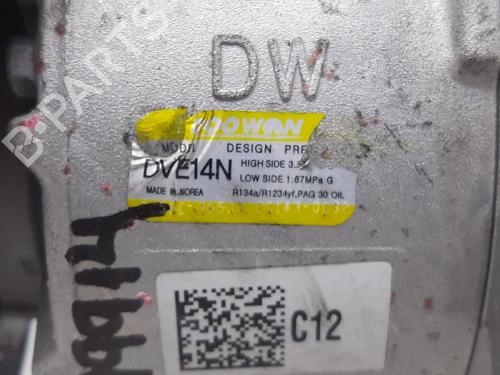 DW
DOOWON
MODEL DESIGN PRE
DVE14N HIGH SIDE 3.5
LOW SIDE 1.67MPa G
MADE IN KOREA R134a/R1234yf, PAG 30 OIL
C12
B-PARTS